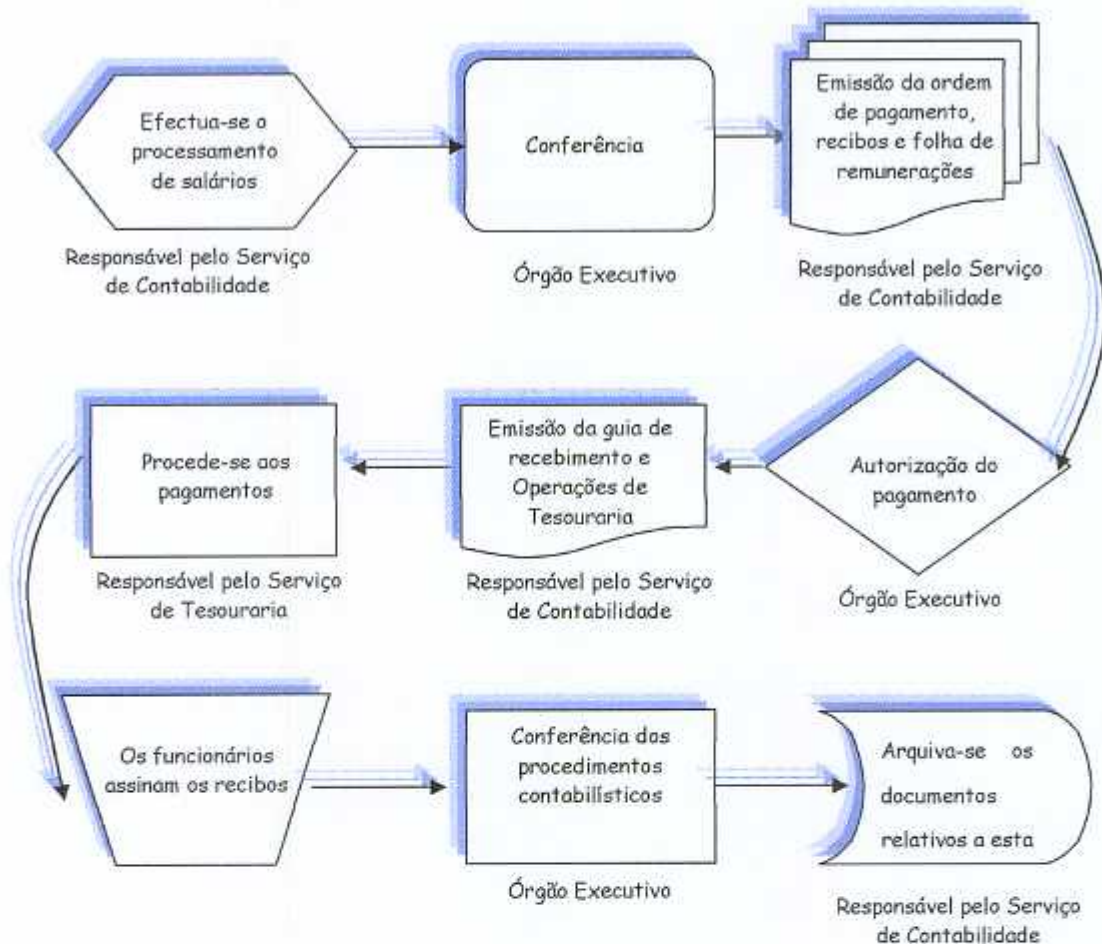 Efectua-se o
processamento
de salários
Responsável pelo Serviço
de Contabilidade
Conferência
Órgão Executivo
Emissão da ordem
de pagamento,
recibos e folha de
remunerações
Responsável pelo Serviço
de Contabilidade
Autorização do
pagamento
Órgão Executivo
Emissão da guia de
recebimento e
Operações de
Tesouraria
Responsável pelo Serviço
de Contabilidade
Procede-se aos
pagamentos
Responsável pelo Serviço
de Tesouraria
Os funcionários
assinam os recibos
Conferência dos
procedimentos
contabilísticos
Órgão Executivo
Arquiva-se os
documentos
relativos a esta
Responsável pelo Serviço
de Contabilidade